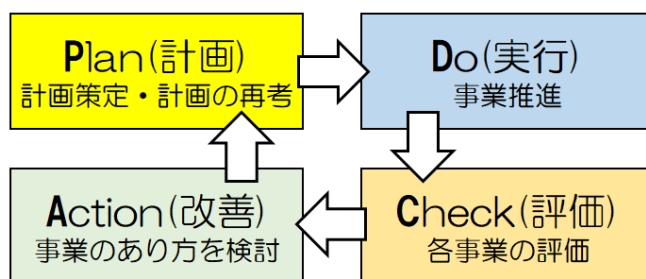 Plan(計画)
計画策定・計画の再考
Do(実行)
事業推進
Check(評価)
各事業の評価
Action(改善)
事業のあり方を検討